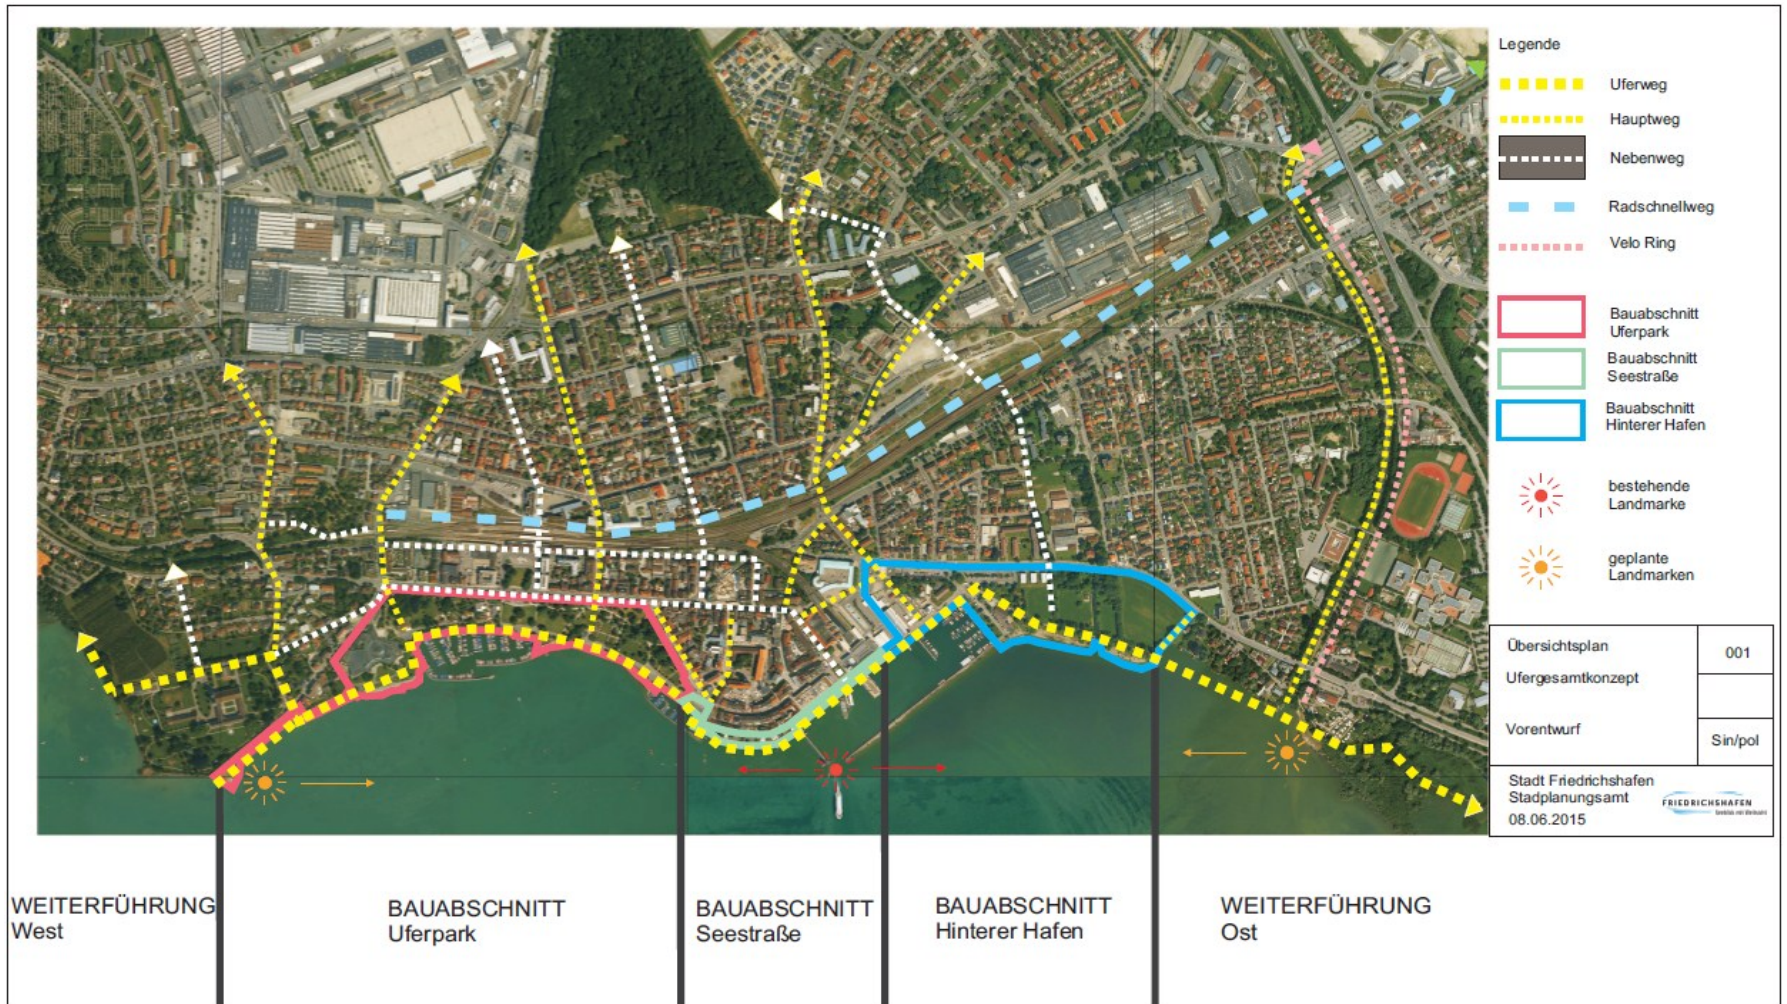 Legende
Uferweg
Hauptweg
Nebenweg
Radschnellweg
Velo Ring
Bauabschnitt
Uferpark
Bauabschnitt
Seestraße
Bauabschnitt
Hinterer Hafen
bestehende
Landmarke
geplante
Landmarken
Übersichtsplan
001
Ufergesamtkonzept
Vorentwurf
Sin/pol
Stadt Friedrichshafen
Stadplanungsamt
08.06.2015
FRIEDRICHSHAFEN
WEITERFÜHRUNG
West
BAUABSCHNITT
Uferpark
BAUABSCHNITT
Seestraße
BAUABSCHNITT
Hinterer Hafen
WEITERFÜHRUNG
Ost